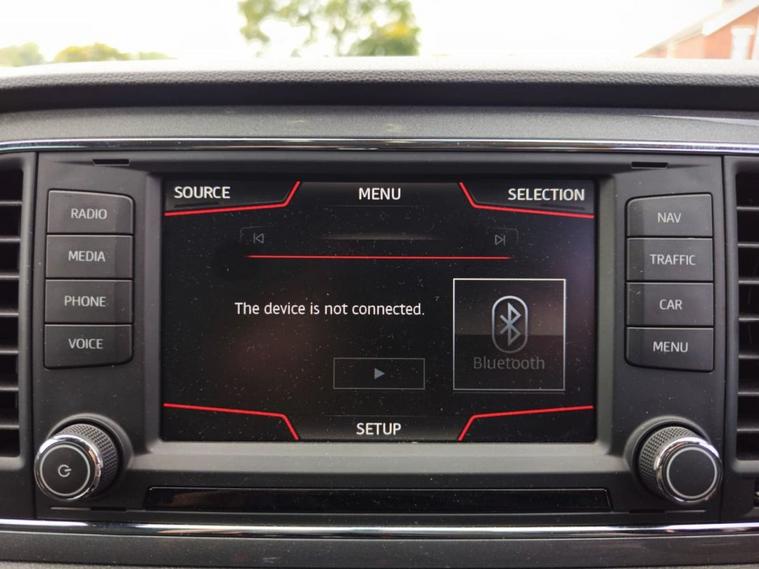 SOURCE
MENU
SELECTION
RADIO
MEDIA
PHONE
VOICE
The device is not connected.
Bluetooth
SETUP
NAV
TRAFFIC
CAR
MENU